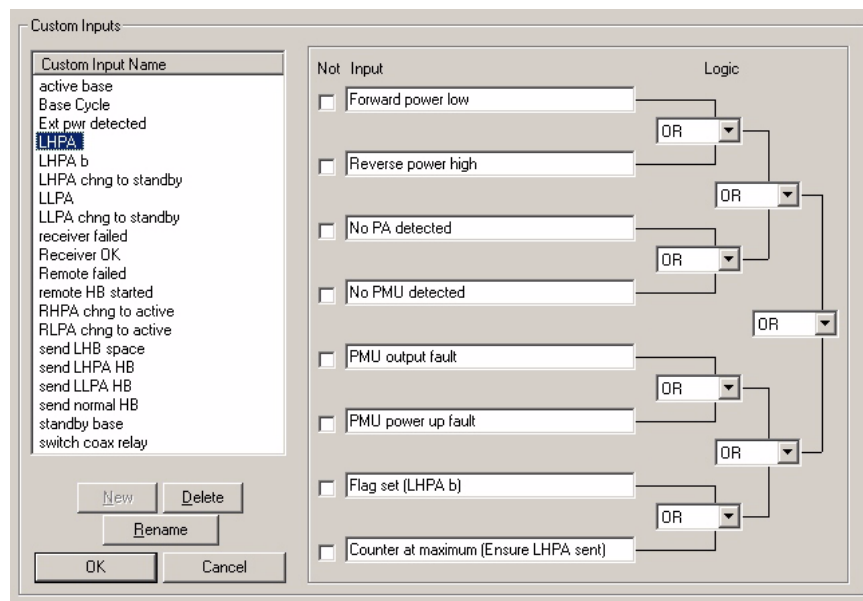 Custom Inputs
Custom Input Name
active base
Base Cycle
Ext pwr detected
LHPA
LHPA b
LHPA chng to standby
LLPA
LLPA chng to standby
receiver failed
Receiver OK
Remote failed
remote HB started
RHPA chng to active
RLPA chng to active
send LHB space
send LHPA HB
send LLPA HB
send normal HB
standby base
switch coax relay
New Delete
Rename
OK Cancel
Not Input Logic
Forward power low
OR
Reverse power high
OR
No PA detected
OR
No PMU detected
OR
PMU output fault
OR
PMU power up fault
OR
Flag set (LHPA b)
OR
Counter at maximum (Ensure LHPA sent)